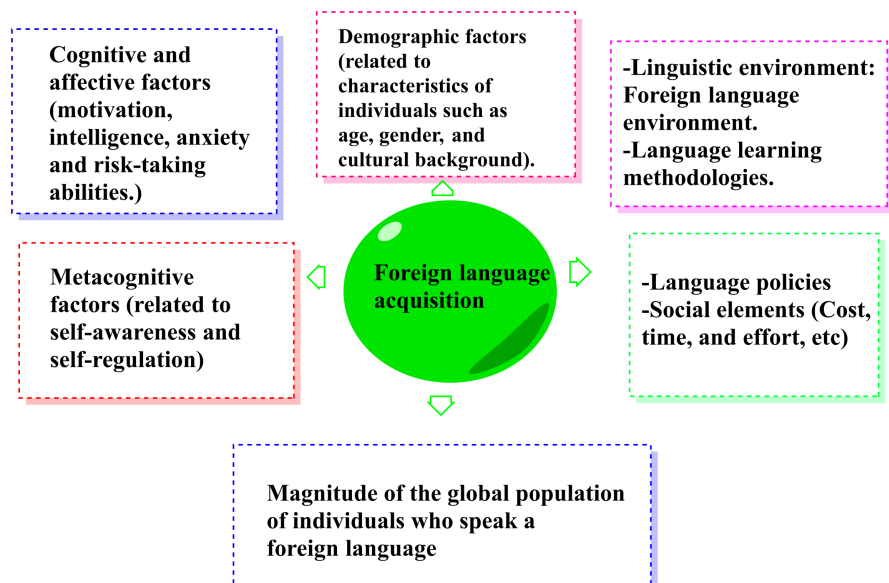 Cognitive and
affective factors
(motivation,
intelligence, anxiety
and risk-taking
abilities.)
Demographic factors
(related to
characteristics of
individuals such as
age, gender, and
cultural background).
-Linguistic environment:
Foreign language
environment.
-Language learning
methodologies.
Metacognitive
factors (related to
self-awareness and
self-regulation)
Foreign language
acquisition
-Language policies
-Social elements (Cost,
time, and effort, etc)
Magnitude of the global population
of individuals who speak a
foreign language